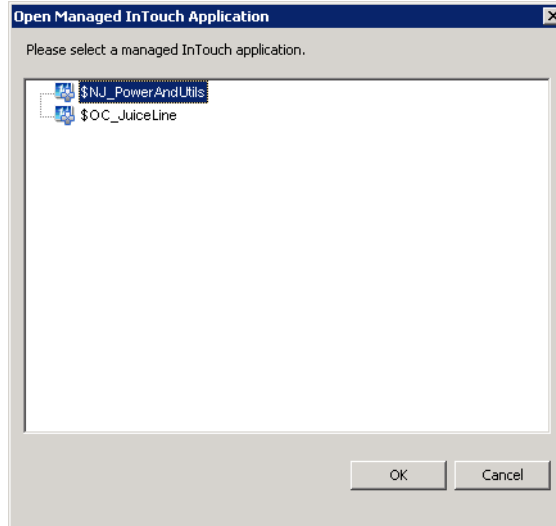 Open Managed InTouch Application
Please select a managed InTouch application.
$NJ_PowerAndUtils
$OC_JuiceLine
OK Cancel